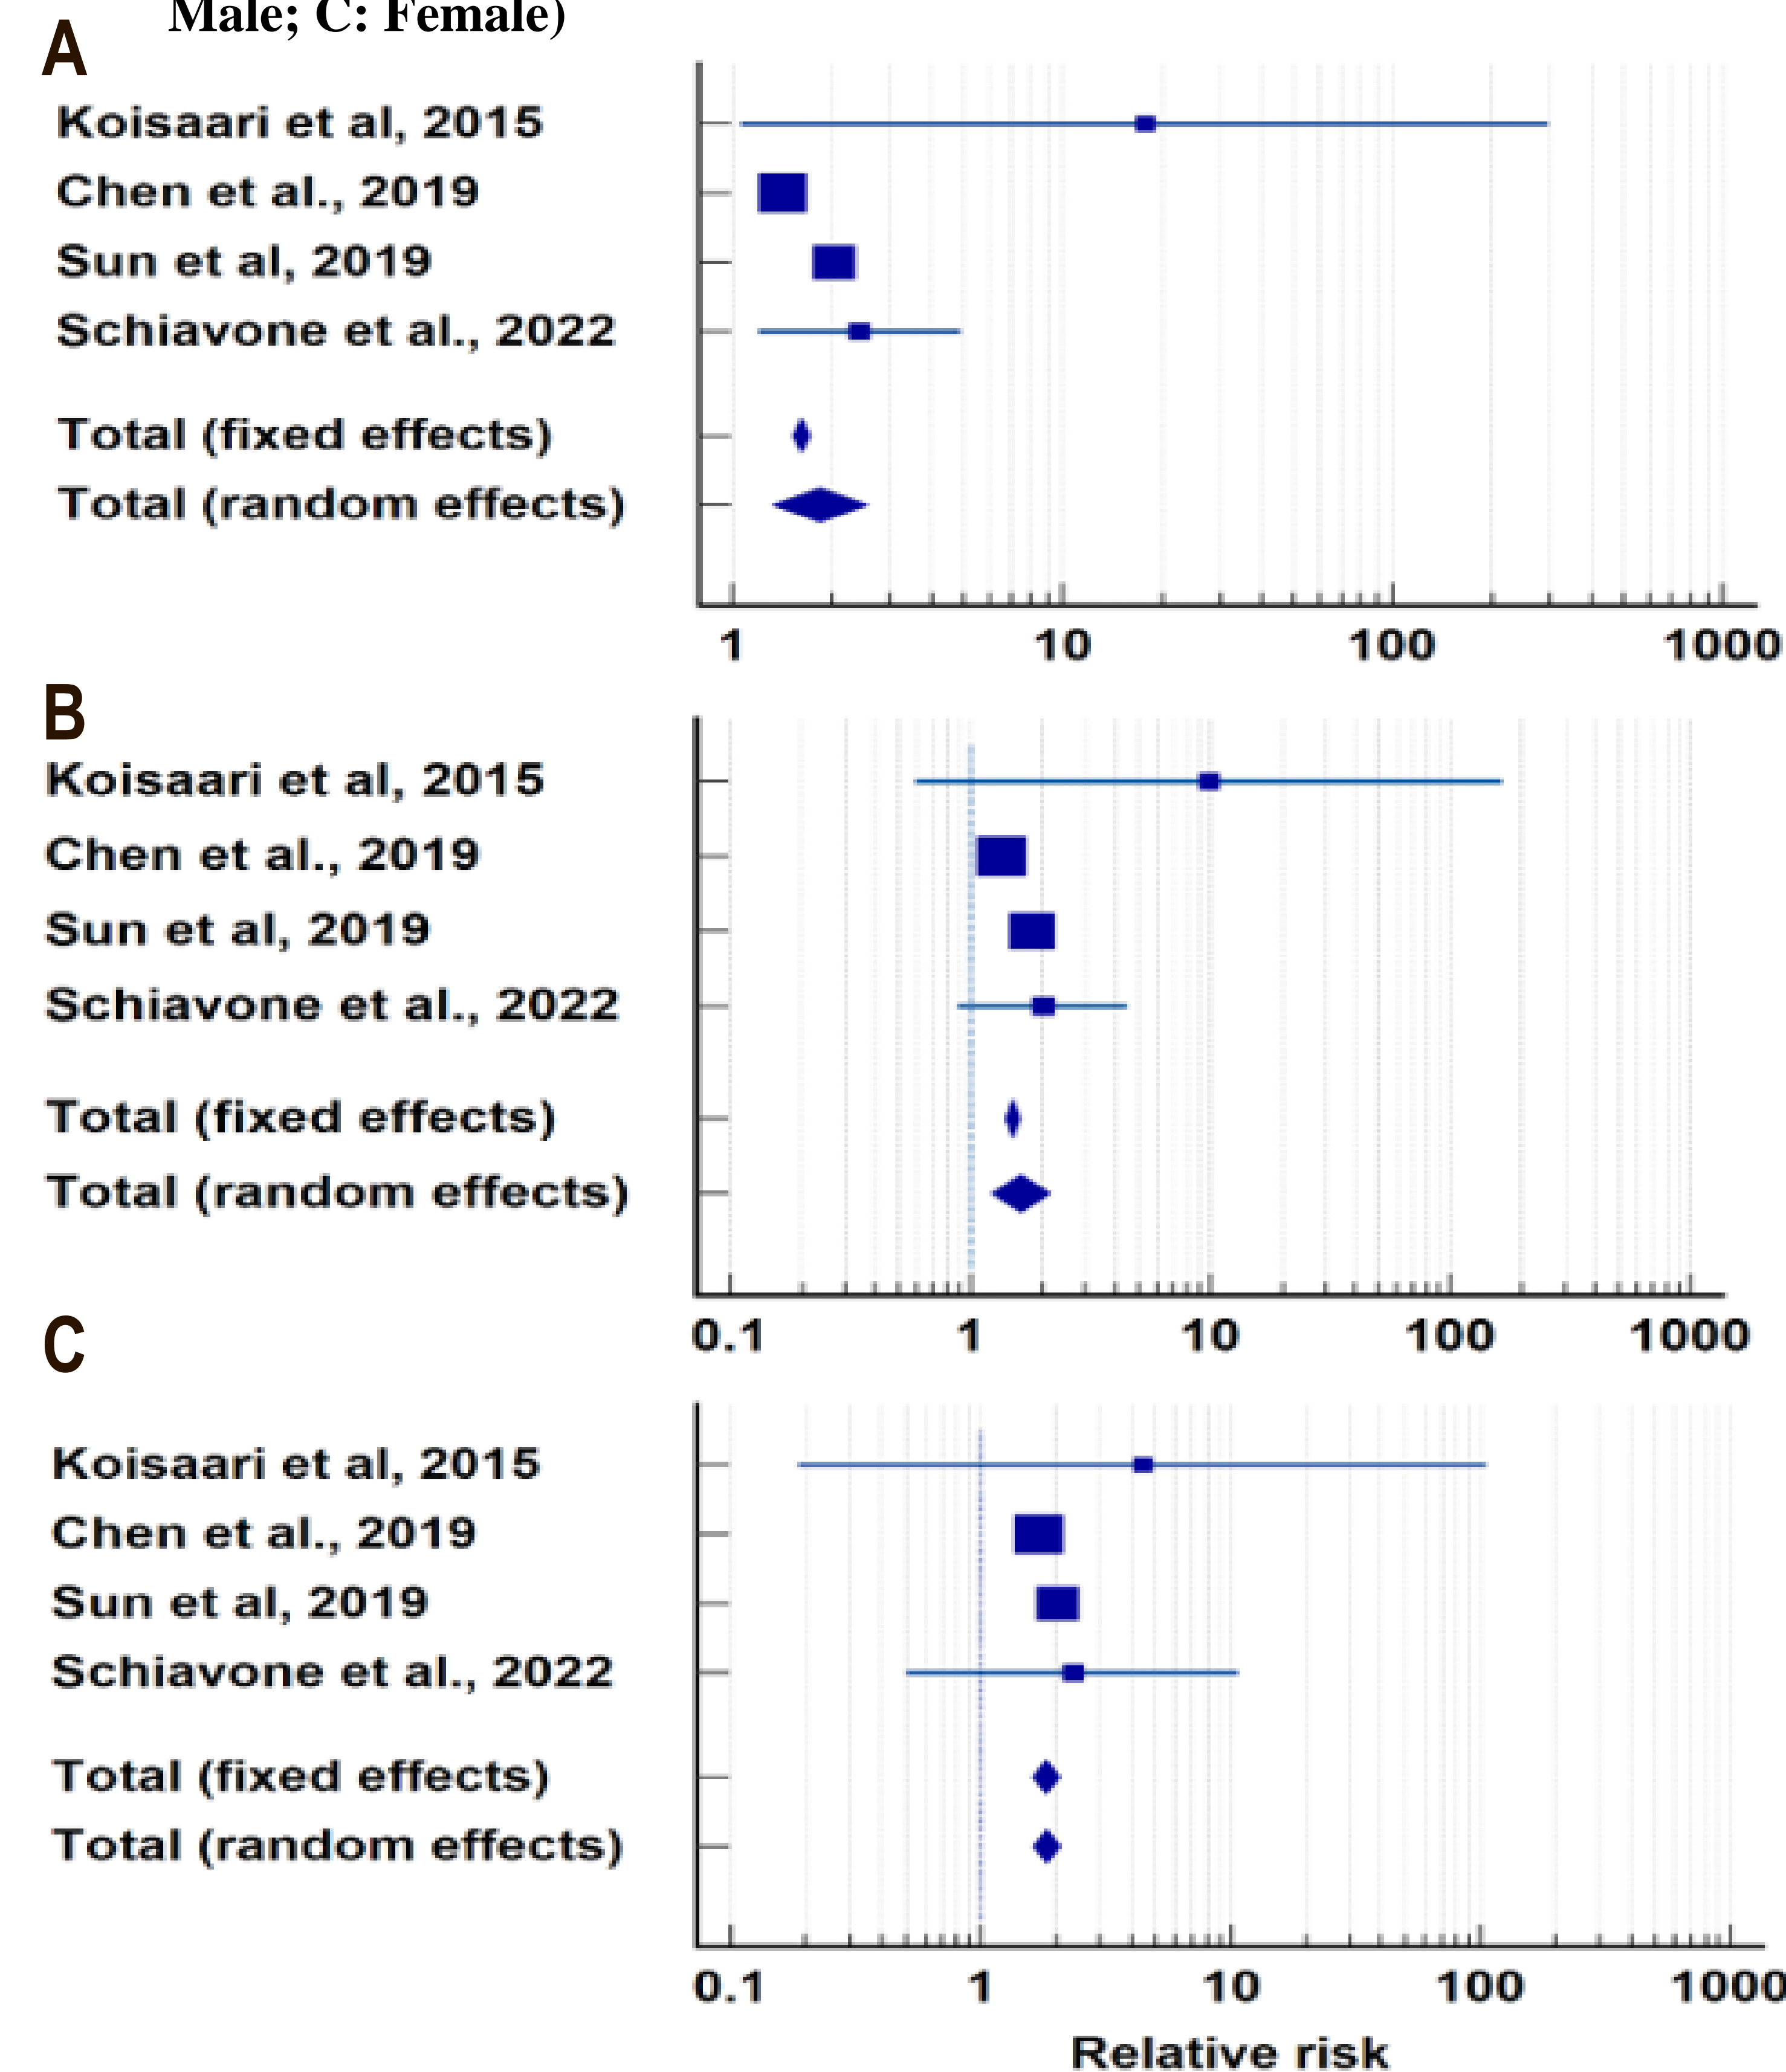 Male; C: Female)
A
Koisaari et al, 2015
Chen et al., 2019
Sun et al, 2019
Schiavone et al., 2022
Total (fixed effects)
Total (random effects)
1 10 100 1000
B
Koisaari et al, 2015
Chen et al., 2019
Sun et al, 2019
Schiavone et al., 2022
Total (fixed effects)
Total (random effects)
0.1 1 10 100 1000
C
Koisaari et al, 2015
Chen et al., 2019
Sun et al, 2019
Schiavone et al., 2022
Total (fixed effects)
Total (random effects)
0.1 1 10 100 1000
Relative risk